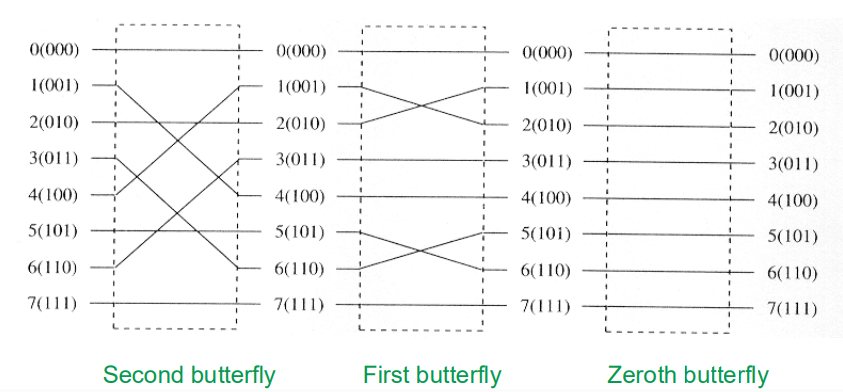 0(000) 0(000) 0(000) 0(000)
1(001) 1(001) 1(001) 1(001)
2(010) 2(010) 2(010) 2(010)
3(011) 3(011) 3(011) 3(011)
4(100) 4(100) 4(100) 4(100)
5(101) 5(101) 5(101) 5(101)
6(110) 6(110) 6(110) 6(110)
7(111) 7(111) 7(111) 7(111)
Second butterfly First butterfly Zeroth butterfly